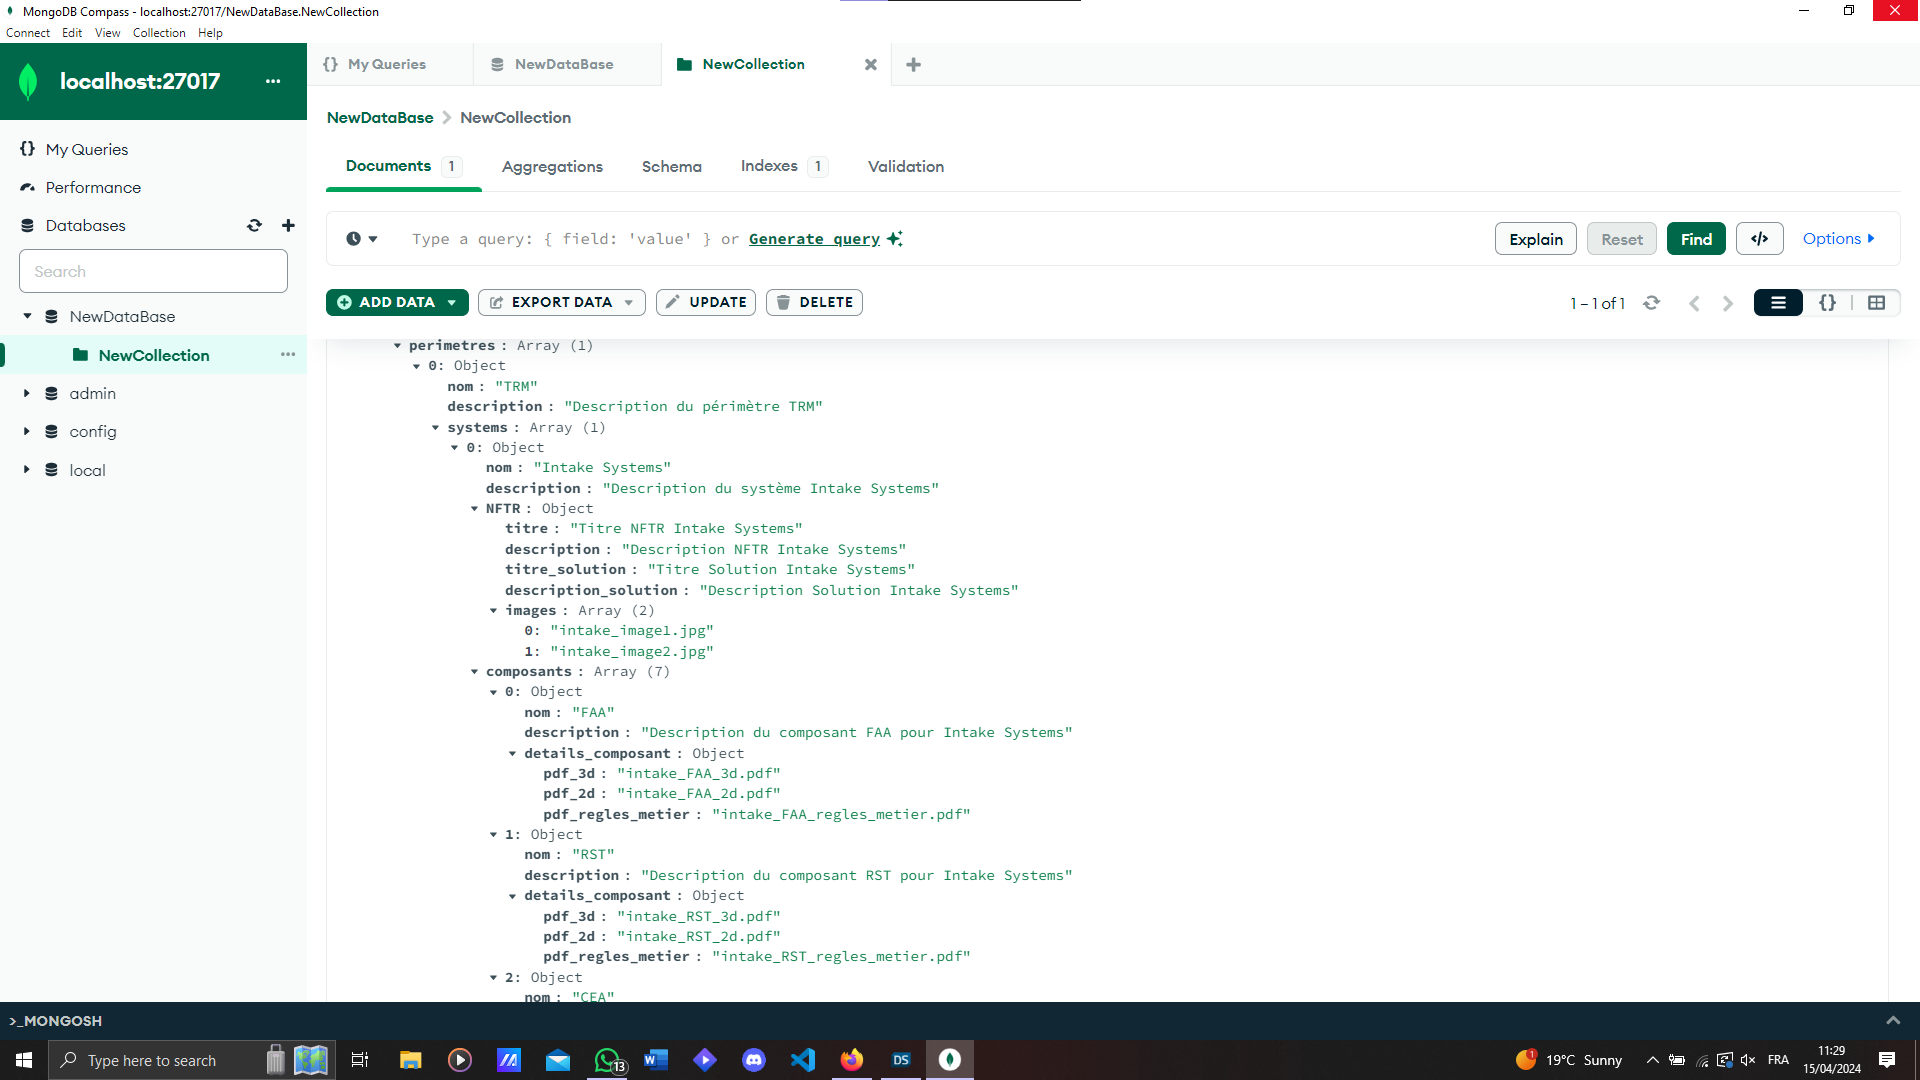 MongoDB Compass - localhost:27017/NewDataBase.NewCollection
Connect Edit View Collection Help
localhost:27017 ...
My Queries
Performance
Databases
Search
NewDataBase
NewCollection ...
admin
config
local
{} My Queries NewDataBase NewCollection
NewDataBase > NewCollection
Documents 1 Aggregations Schema Indexes 1 Validation
Type a query: { field: 'value' } or Generate query Explain Reset Find </> Options
ADD DATA EXPORT DATA UPDATE DELETE 1 – 1 of 1 {}
perimetres : Array (1)
0: Object
nom : "TRM"
description : "Description du périmètre TRM"
systems : Array (1)
0: Object
nom : "Intake Systems"
description : "Description du système Intake Systems"
NFTR : Object
titre : "Titre NFTR Intake Systems"
description : "Description NFTR Intake Systems"
titre_solution : "Titre Solution Intake Systems"
description_solution : "Description Solution Intake Systems"
images : Array (2)
0: "intake_image1.jpg"
1: "intake_image2.jpg"
composants : Array (7)
0: Object
nom : "FAA"
description : "Description du composant FAA pour Intake Systems"
details_composant : Object
pdf_3d : "intake_FAA_3d.pdf"
pdf_2d : "intake_FAA_2d.pdf"
pdf_regles_metier : "intake_FAA_regles_metier.pdf"
1: Object
nom : "RST"
description : "Description du composant RST pour Intake Systems"
details_composant : Object
pdf_3d : "intake_RST_3d.pdf"
pdf_2d : "intake_RST_2d.pdf"
pdf_regles_metier : "intake_RST_regles_metier.pdf"
2: Object
nom : "CEA"
>_MONGOSH
Type here to search 13 W DS 1 19°C Sunny FRA 11:29
15/04/2024